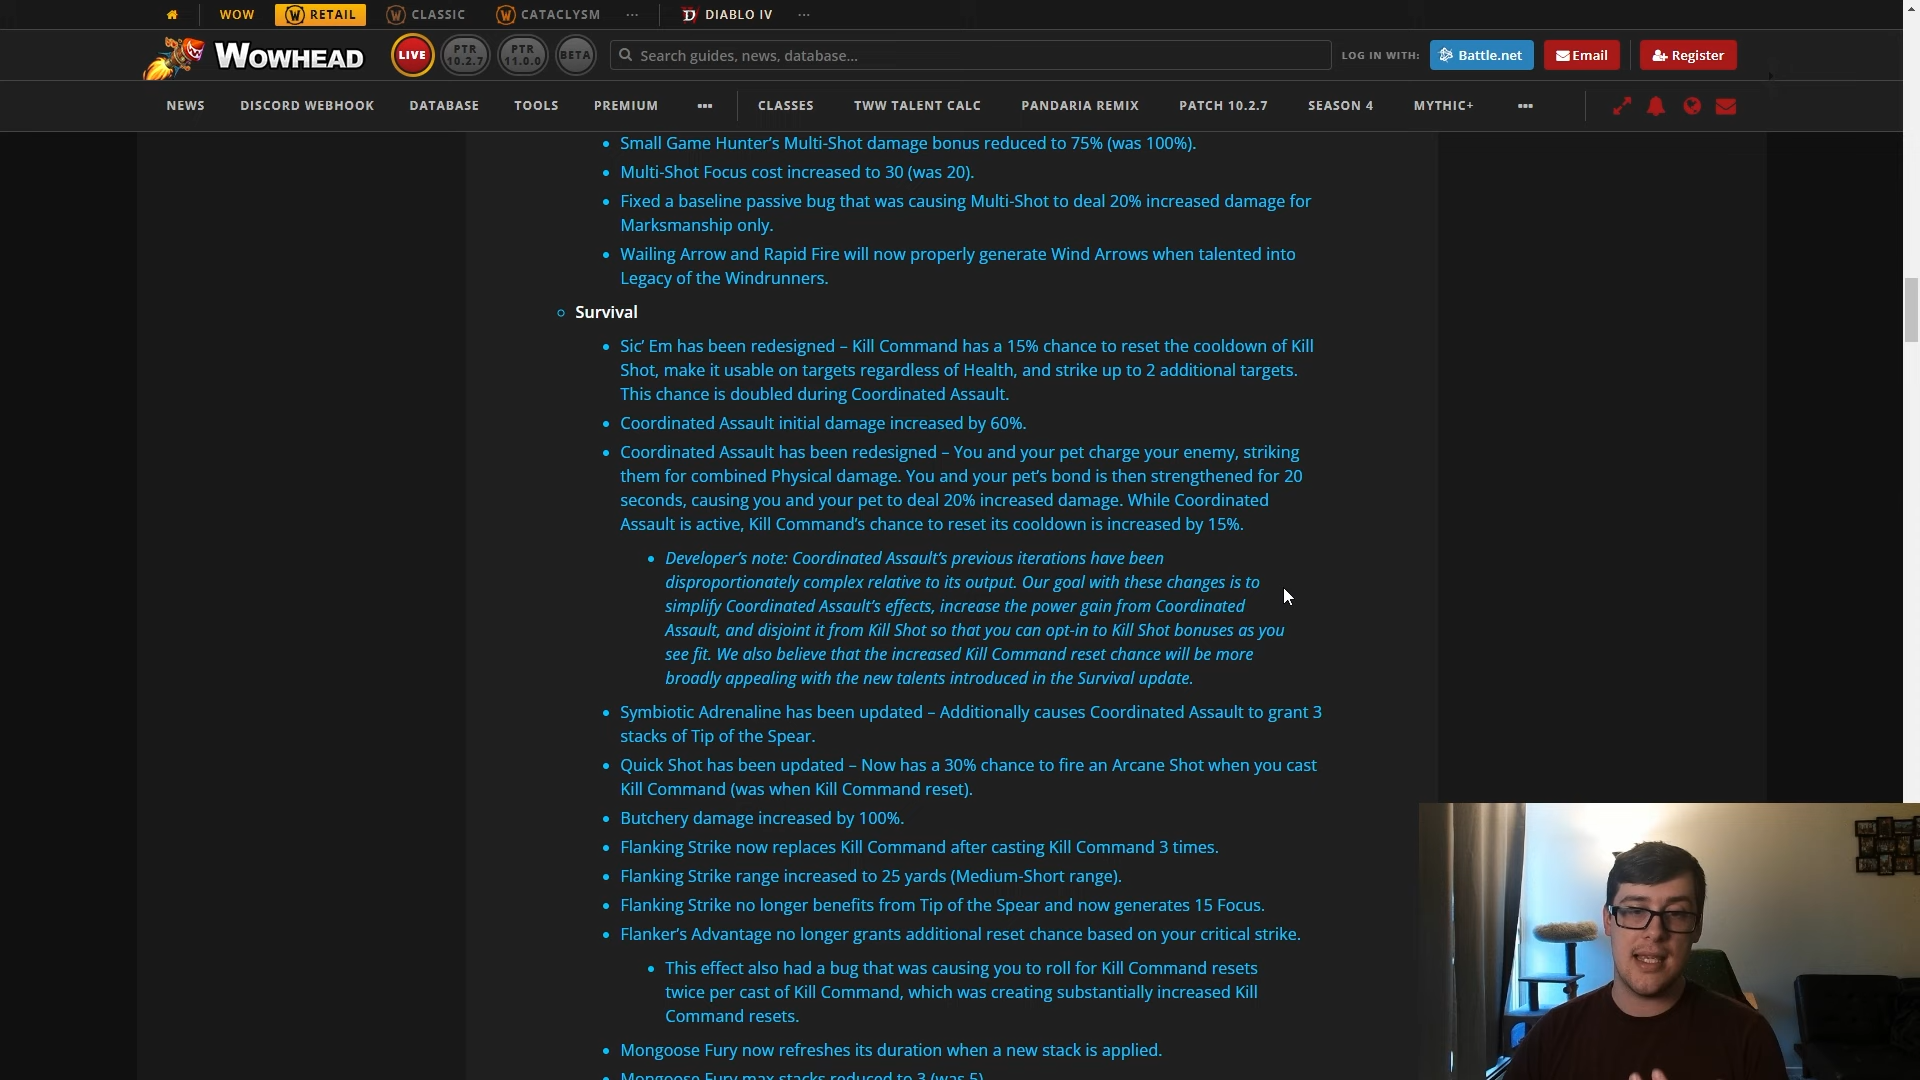 WOW
RETAIL
CLASSIC
CATACLYSM
DIABLO IV
WOWHEAD
LIVE
PTR 10.2.7
PTR 11.0.0
BETA
Search guides, news, database...
LOG IN WITH:
Battle.net
Email
Register
NEWS
DISCORD WEBHOOK
DATABASE
TOOLS
PREMIUM
CLASSES
TWW TALENT CALC
PANDARIA REMIX
PATCH 10.2.7
SEASON 4
MYTHIC+
Small Game Hunter's Multi-Shot damage bonus reduced to 75% (was 100%).
Multi-Shot Focus cost increased to 30 (was 20).
Fixed a baseline passive bug that was causing Multi-Shot to deal 20% increased damage for
Marksmanship only.
Wailing Arrow and Rapid Fire will now properly generate Wind Arrows when talented into
Legacy of the Windrunners.
Survival
Sic' Em has been redesigned – Kill Command has a 15% chance to reset the cooldown of Kill
Shot, make it usable on targets regardless of Health, and strike up to 2 additional targets.
This chance is doubled during Coordinated Assault.
Coordinated Assault initial damage increased by 60%.
Coordinated Assault has been redesigned – You and your pet charge your enemy, striking
them for combined Physical damage. You and your pet's bond is then strengthened for 20
seconds, causing you and your pet to deal 20% increased damage. While Coordinated
Assault is active, Kill Command's chance to reset its cooldown is increased by 15%.
Developer's note: Coordinated Assault's previous iterations have been
disproportionately complex relative to its output. Our goal with these changes is to
simplify Coordinated Assault's effects, increase the power gain from Coordinated
Assault, and disjoint it from Kill Shot so that you can opt-in to Kill Shot bonuses as you
see fit. We also believe that the increased Kill Command reset chance will be more
broadly appealing with the new talents introduced in the Survival update.
Symbiotic Adrenaline has been updated – Additionally causes Coordinated Assault to grant 3
stacks of Tip of the Spear.
Quick Shot has been updated – Now has a 30% chance to fire an Arcane Shot when you cast
Kill Command (was when Kill Command reset).
Butchery damage increased by 100%.
Flanking Strike now replaces Kill Command after casting Kill Command 3 times.
Flanking Strike range increased to 25 yards (Medium-Short range).
Flanking Strike no longer benefits from Tip of the Spear and now generates 15 Focus.
Flanker's Advantage no longer grants additional reset chance based on your critical strike.
This effect also had a bug that was causing you to roll for Kill Command resets
twice per cast of Kill Command, which was creating substantially increased Kill
Command resets.
Mongoose Fury now refreshes its duration when a new stack is applied.
Mongoose Fury max stacks reduced to 3 (was 5)